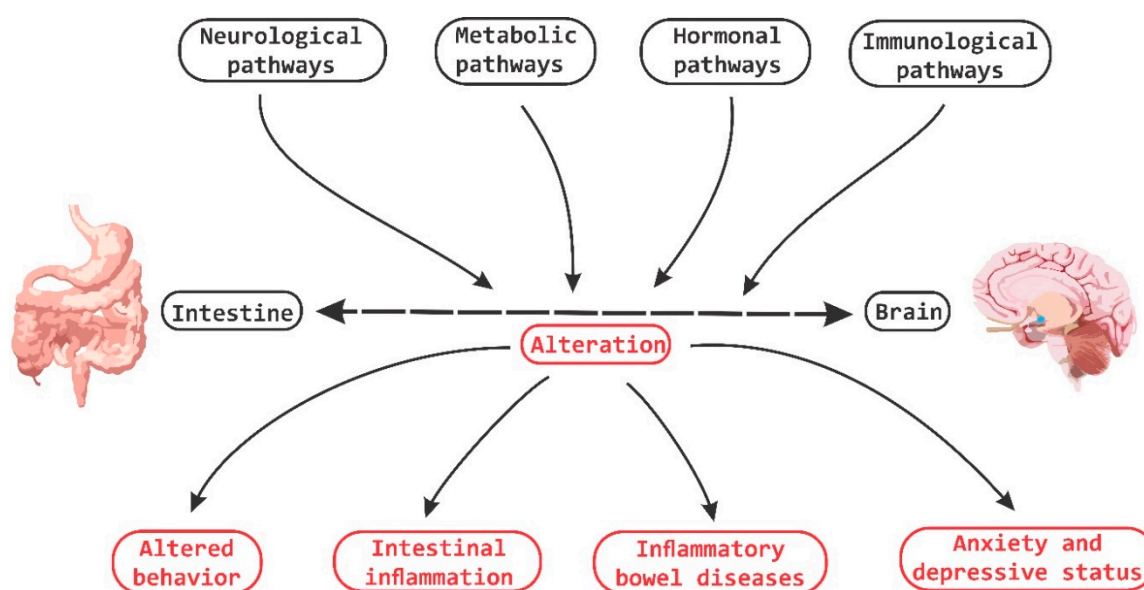 Neurological
pathways
Metabolic
pathways
Hormonal
pathways
Immunological
pathways
Intestine
Brain
Alteration
Altered
behavior
Intestinal
inflammation
Inflammatory
bowel diseases
Anxiety and
depressive status